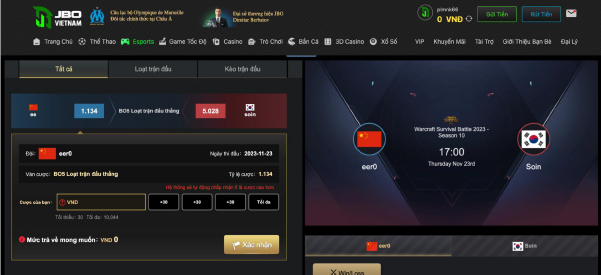 JBO
VIETNAM
Câu lạc bộ Olympique de Marseille
Đối tác chính thức tại Châu Á
Đại sứ thương hiệu JBO
Dimitar Berbatov
pinnk66
0 VND
Gửi Tiền
Rút Tiền
Trang Chủ Thể Thao Esports Game Tốc Độ Casino Trò Chơi Bắn Cá 3D Casino Xổ Số VIP Khuyến Mãi Tài Trợ Giới Thiệu Bạn Bè Đại Lý
Tất cả Loạt trận đấu Kèo trận đấu
1.134 BO5 Loạt trận đấu thắng 5.028
soin
Đội: eer0 Ngày thi đấu: 2023-11-23
Ván cược: BO5 Loạt trận đấu thắng Tỷ lệ cược: 1.134
Hệ thống sẽ tự động chấp nhận tỉ lệ cược cao hơn
Cược của bạn: VND +30 +30 +30 Tối đa
Tối thiểu: 30 Tối đa: 10,044
Mức trả về mong muốn: VND 0
Xác nhận
Warcraft Survival Battle 2023 -
Season 10
17:00
Thursday Nov 23rd
eer0 Soin
eer0 Soin
Win/Loss